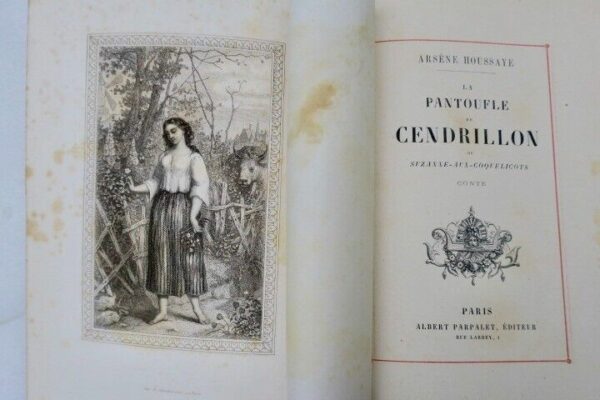 ARSÈNE HOUSSAYE
LA
PANTOUFLE
DE
CENDRILLON
OU
SUZANNE-AUX-COQUELICOTS
CONTE
PARIS
ALBERT PARPALET, ÉDITEUR
RUE LARREY, 1